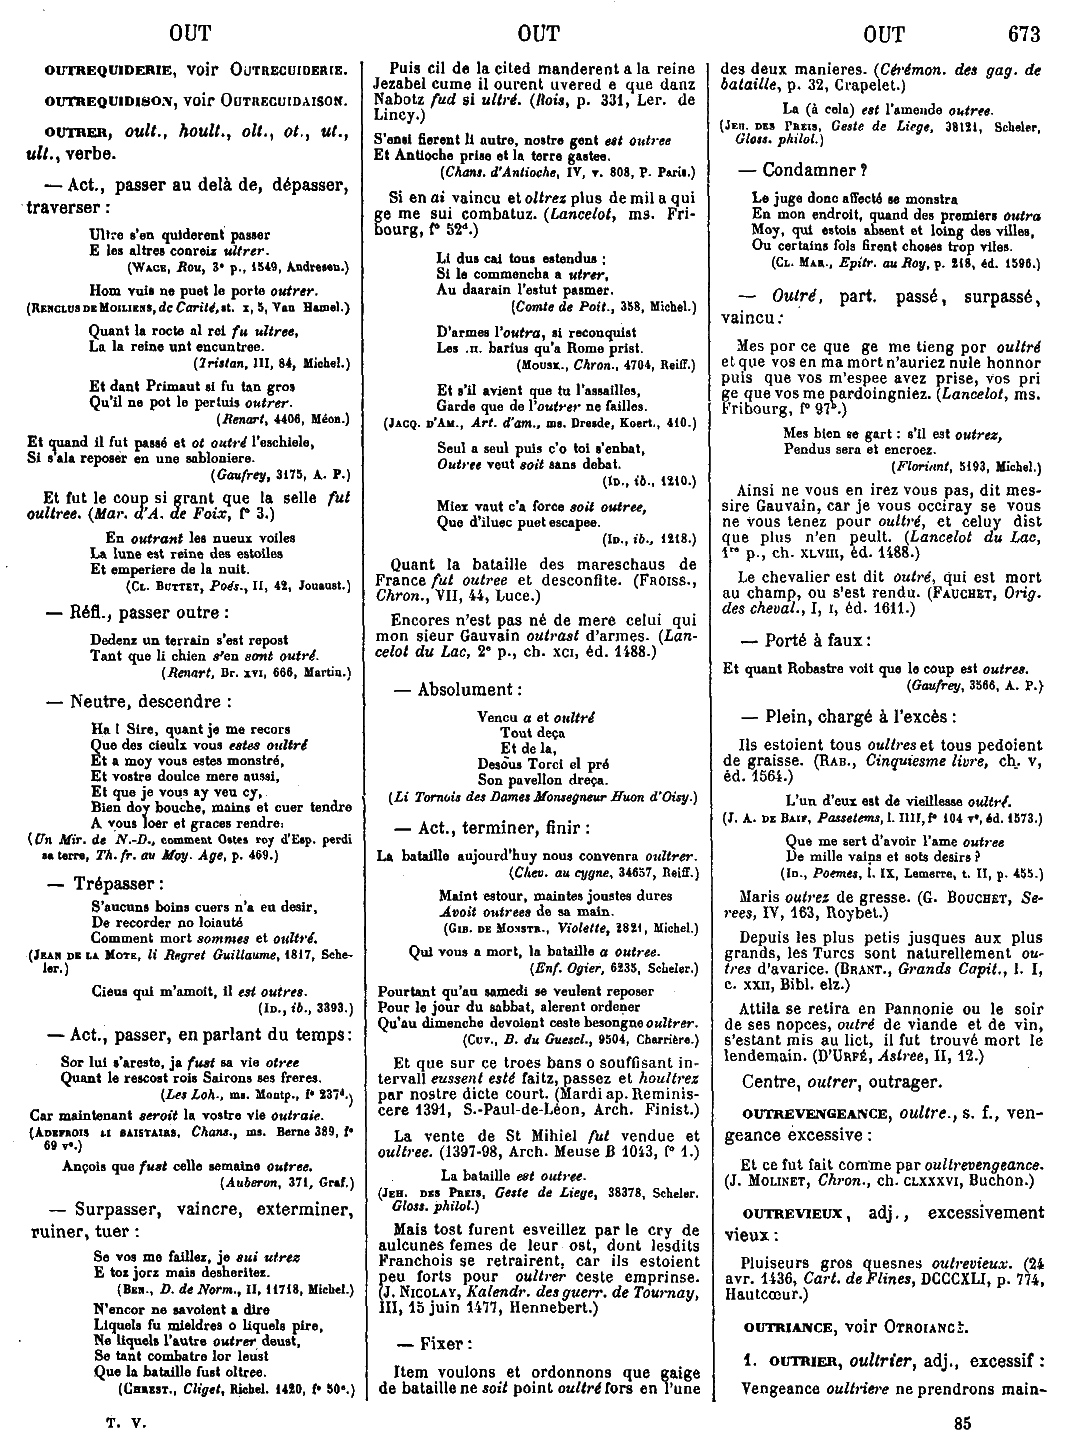 OUT OUT OUT 673
OUTREQUIDERIE, voir OUTRECUIDERIE.
OUTREQUIDISON, voir OUTRECUIDAISON.
OUTRER, oult., hoult., olt., ot., ut.,
ult., verbe.
— Act., passer au delà de, dépasser,
traverser :
Ultre s'en quiderent passer
E les altres conreiz ultrer.
(WACE, Rou, 3e p., 1549, Andresen.)
Hom vuis ne puet le porte outrer.
(RENCLUS DE MOILIENS, de Carité, st. x, 5, Van Hamel.)
Quant la rocte al rei fu ultree,
La la reine unt encuntree.
(Tristan, III, 84, Michel.)
Et dant Primaut si fu tan gros
Qu'il ne pot le pertuis outrer.
(Renart, 4406, Méon.)
Et quand il fut passé et ot outré l'eschiele,
Si s'ala reposer en une sabloniere.
(Gaufrey, 3175, A. P.)
Et fut le coup si grant que la selle fut
oultree. (Mar. d'A. de Foix, fo 3.)
En outrant les nueux voiles
La lune est reine des estoiles
Et emperiere de la nuit.
(CL. BUTTET, Poés., II, 42, Jouaust.)
— Réfl., passer outre :
Dedenz un terrain s'est repost
Tant que li chien s'en sont outré.
(Renart, Br. xvi, 666, Martin.)
— Neutre, descendre :
Ha ! Sire, quant je me recors
Que des cieulx vous estes oultré
Et a moy vous estes monstré,
Et vostre doulce mere aussi,
Et que je vous ay veu cy,
Bien doy bouche, mains et cuer tendre
A vous loer et graces rendre.
(Un Mir. de N.-D., comment Ostes roy d'Esp. perdi
sa terre, Th. fr. au Moy. Age, p. 469.)
— Trépasser :
S'aucuns boins cuers n'a eu desir,
De recorder no loiauté
Comment mort sommes et oultré.
(JEAN DE LA MOTE, li Regret Guillaume, 1817, Sche-
ler.)
Cieus qui m'amoit, il est outres.
(ID., ib., 3393.)
— Act., passer, en parlant du temps :
Sor lui s'areste, ja fust sa vie otree
Quant le rescost rois Sairons ses freres.
(Les Loh., ms. Montp., fo 237d.)
Car maintenant seroit la vostre vie outraie.
(ADEFROIS LI BAISTAIRS, Chans., ms. Berne 389, fo
69 vo.)
Ançois que fust celle semaine outree.
(Auberon, 371, Graf.)
— Surpasser, vaincre, exterminer,
ruiner, tuer :
Se vos me faillez, je sui utrez
E toz jorz mais desheritez.
(BEN., D. de Norm., II, 11718, Michel.)
N'encor ne savoient a dire
Liquels fu mieldres o liquels pire,
Ne liquels l'autre outrer deust,
Se tant combatre lor leust
Que la bataille fust oltree.
(CHREST., Cliget, Richel. 1420, fo 50e.)
T. V.
Puis cil de la cited manderent a la reine
Jezabel cume il ourent uvered e que danz
Nabotz fud si ultré. (Rois, p. 331, Ler. de
Lincy.)
S'ensi fierent li autre, nostre gent est outree
Et Antioche prise et la terre gastee.
(Chans. d'Antioche, IV, v. 808, P. Paris.)
Si en ai vaincu et oltrez plus de mil a qui
ge me sui combatuz. (Lancelot, ms. Fri-
bourg, fo 52d.)
Li dus cai tous estendus ;
Si le commencha a utrer,
Au daarain l'estut pasmer.
(Comte de Poit., 358, Michel.)
D'armes l'outra, si reconquist
Les .II. barius qu'a Rome prist.
(MOUSK., Chron., 4704, Reiff.)
Et s'il avient que tu l'assailles,
Garde que de l'outrer ne failles.
(JACQ. D'AM., Art. d'am., ms. Dresde, Koert., 410.)
Seul a seul puis c'o toi s'enbat,
Outree veut soit sans debat.
(ID., ib., 1210.)
Miex vaut c'a force soit outree,
Que d'iluec puet escapee.
(ID., ib., 1218.)
Quant la bataille des mareschaus de
France fut outree et desconfite. (FROISS.,
Chron., VII, 44, Luce.)
Encores n'est pas né de mere celui qui
mon sieur Gauvain outrast d'armes. (Lan-
celot du Lac, 2e p., ch. XCI, éd. 1488.)
— Absolument :
Vencu a et oultré
Tout deça
Et de la,
Desous Torci el pré
Son pavellon dreça.
(Li Tornois des Dames Monsegneur Huon d'Oisy.)
— Act., terminer, finir :
La bataille aujourd'huy nous convenra oultrer.
(Chev. au cygne, 34657, Reiff.)
Maint estour, maintes joustes dures
Avoit outrees de sa main.
(GIB. DE MONSTR., Violette, 2821, Michel.)
Qui vous a mort, la bataille a outree.
(Enf. Ogier, 6235, Scheler.)
Pourtant qu'au samedi se veulent reposer
Pour le jour du sabbat, alerent ordener
Qu'au dimenche devoient ceste besongne oultrer.
(CUV., B. du Guescl., 9504, Charrière.)
Et que sur ce troes bans o souffisant in-
tervall eussent esté faitz, passez et houltrez
par nostre dicte court. (Mardi ap. Reminis-
cere 1391, S.-Paul-de-Léon, Arch. Finist.)
La vente de St Mihiel fut vendue et
oultree. (1397-98, Arch. Meuse B 1043, fo 1.)
La bataille est outree.
(JEH. DES PREIS, Geste de Liege, 38378, Scheler.
Gloss. philol.)
Mais tost furent esveillez par le cry de
aulcunes femes de leur ost, dont lesdits
Franchois se retrairent, car ils estoient
peu forts pour oultrer ceste emprinse.
(J. NICOLAY, Kalendr. des guerr. de Tournay,
III, 15 juin 1477, Hennebert.)
— Fixer :
Item voulons et ordonnons que gaige
de bataille ne soit point oultré fors en l'une
des deux manieres. (Cérémon. des gag. de
bataille, p. 32, Crapelet.)
La (à cela) est l'amende outree.
(JEH. DES PREIS, Geste de Liege, 38121, Scheler,
Gloss. philol.)
— Condamner ?
Le juge donc affecté se monstra
En mon endroit, quand des premiers outra
Moy, qui estois absent et loing des villes,
Ou certains fols firent choses trop viles.
(CL. MAR., Epitr. au Roy, p. 218, éd. 1596.)
— Outré, part. passé, surpassé,
vaincu :
Mes por ce que ge me tieng por oultré
et que vos en ma mort n'auriez nule honnor
puis que vos m'espee avez prise, vos pri
ge que vos me pardoingniez. (Lancelot, ms.
Fribourg, fo 97b.)
Mes bien se gart : s'il est outrez,
Pendus sera et encroez.
(Floriant, 5193, Michel.)
Ainsi ne vous en irez vous pas, dit mes-
sire Gauvain, car je vous occiray se vous
ne vous tenez pour oultré, et celuy dist
que plus n'en peult. (Lancelot du Lac,
1re p., ch. XLVIII, éd. 1488.)
Le chevalier est dit outré, qui est mort
au champ, ou s'est rendu. (FAUCHET, Orig.
des cheval., I, I, éd. 1611.)
— Porté à faux :
Et quant Robastre voit que le coup est outres.
(Gaufrey, 3566, A. P.)
— Plein, chargé à l'excès :
Ils estoient tous oultres et tous pedoient
de graisse. (RAB., Cinquiesme livre, ch. V,
éd. 1564.)
L'un d'eux est de vieillesse oultré.
(J. A. DE BAIF, Passetems, l. IIII, fo 104 vo, éd. 1573.)
Que me sert d'avoir l'ame outree
De mille vains et sots desirs ?
(ID., Poemes, l. IX, Lemerre, t. II, p. 455.)
Maris outrez de gresse. (G. BOUCHET, Se-
rees, IV, 163, Roybet.)
Depuis les plus petis jusques aux plus
grands, les Turcs sont naturellement ou-
tres d'avarice. (BRANT., Grands Capit., l. I,
c. XXII, Bibl. elz.)
Attila se retira en Pannonie ou le soir
de ses nopces, outré de viande et de vin,
s'estant mis au lict, il fut trouvé mort le
lendemain. (D'URFÉ, Astree, II, 12.)
Centre, outrer, outrager.
OUTREVENGEANCE, oultre., s. f., ven-
geance excessive :
Et ce fut fait comme par oultrevengeance.
(J. MOLINET, Chron., ch. CLXXXVI, Buchon.)
OUTREVIEUX, adj., excessivement
vieux :
Pluiseurs gros quesnes outrevieux. (24
avr. 1436, Cart. de Flines, DCCCXLI, p. 774,
Hautcœur.)
OUTRIANCE, voir OTROIANCE.
1. OUTRIER, oultrier, adj., excessif :
Vengeance oultriere ne prendrons main-
85